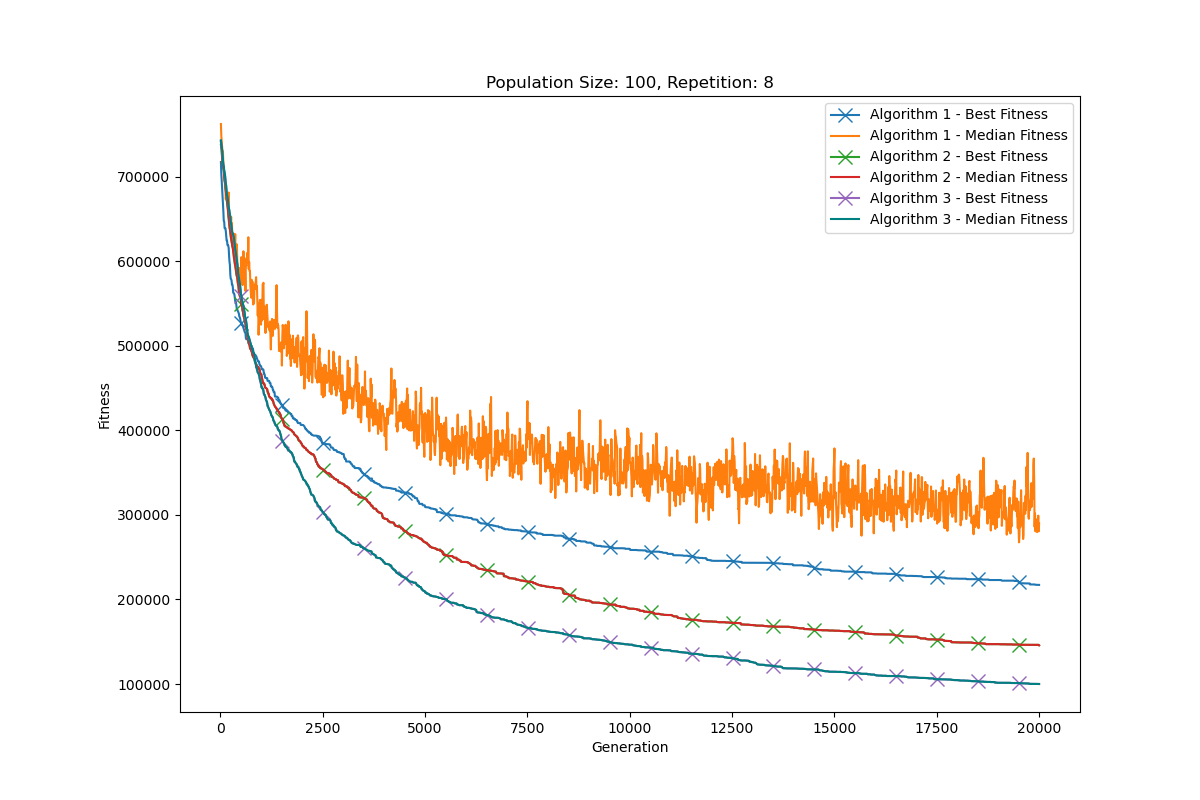 Population Size: 100, Repetition: 8
Algorithm 1 - Best Fitness
Algorithm 1 - Median Fitness
Algorithm 2 - Best Fitness
Algorithm 2 - Median Fitness
Algorithm 3 - Best Fitness
Algorithm 3 - Median Fitness
Fitness
700000
600000
500000
400000
300000
200000
100000
0
2500
5000
7500
10000
12500
15000
17500
20000
Generation